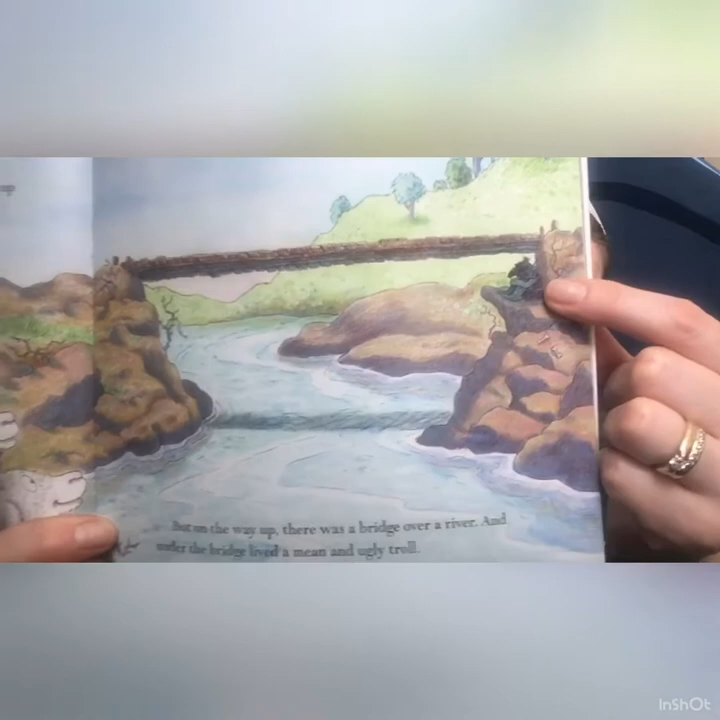 But on the way up, there was a bridge over a river. And
under the bridge lived a mean and ugly troll.
InShOt